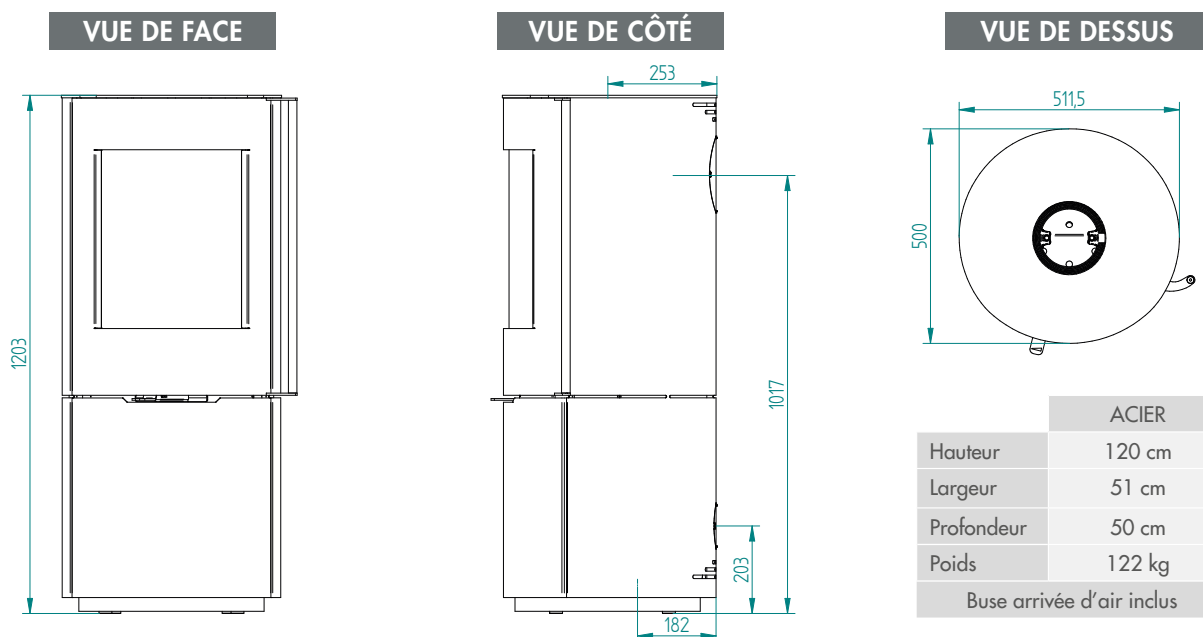 VUE DE FACE
1203
VUE DE CÔTÉ
253
1017
203
182
VUE DE DESSUS
511,5
500
ACIER
Hauteur 120 cm
Largeur 51 cm
Profondeur 50 cm
Poids 122 kg
Buse arrivée d’air inclus